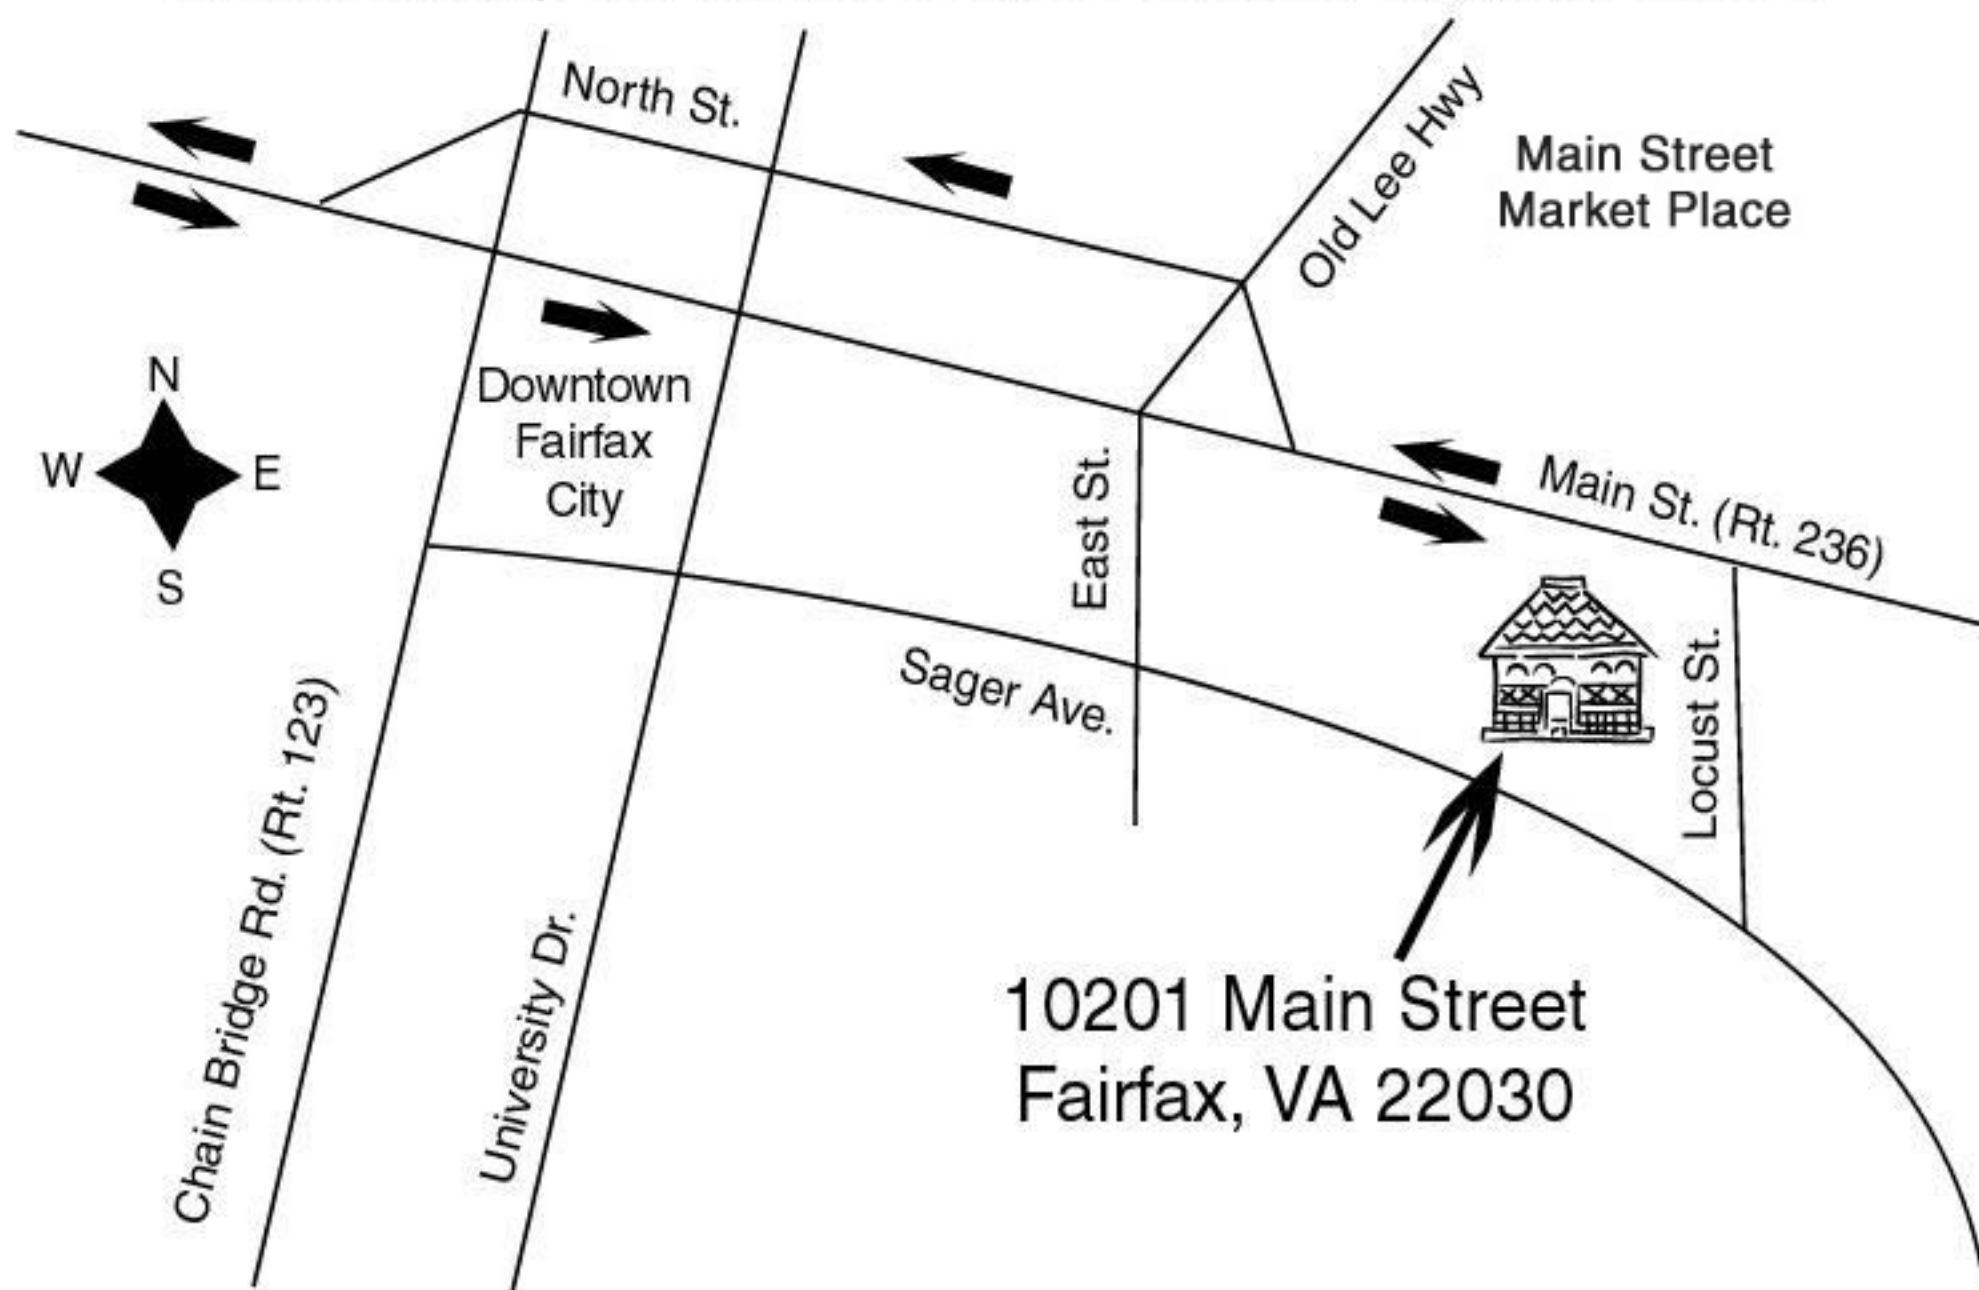 North St.
Old Lee Hwy
Main Street
Market Place
N
W
E
S
Downtown
Fairfax
City
East St.
Main St. (Rt. 236)
Sager Ave.
Locust St.
Chain Bridge Rd. (Rt. 123)
University Dr.
10201 Main Street
Fairfax, VA 22030